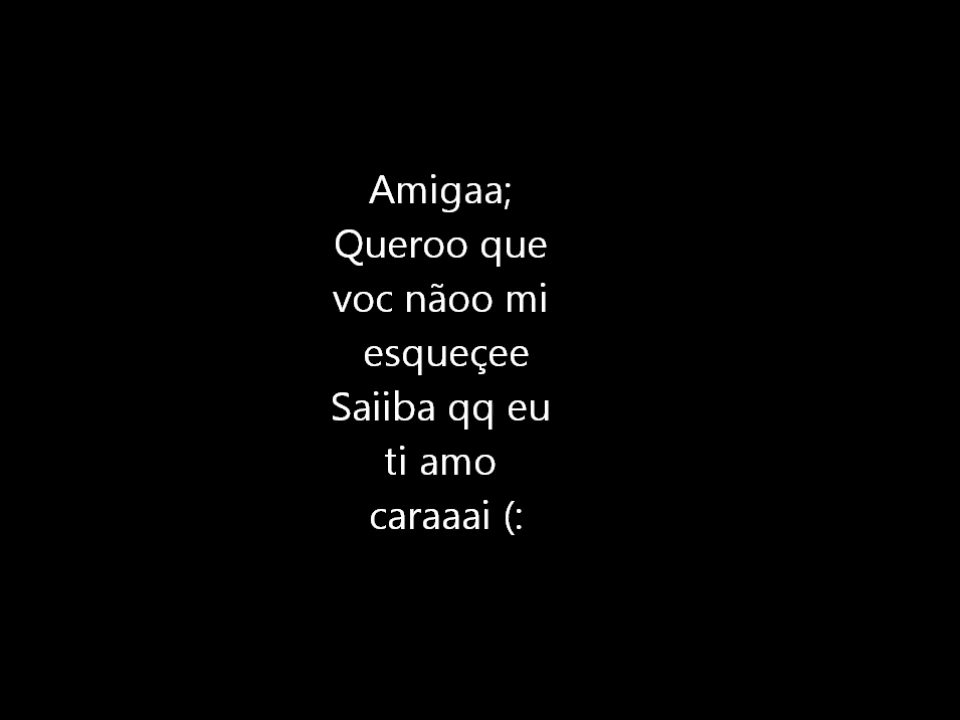 Amigaa;
Queroo que
voc nãoo mi
esqueçee
Saiiba qq eu
ti amo
caraaai (: